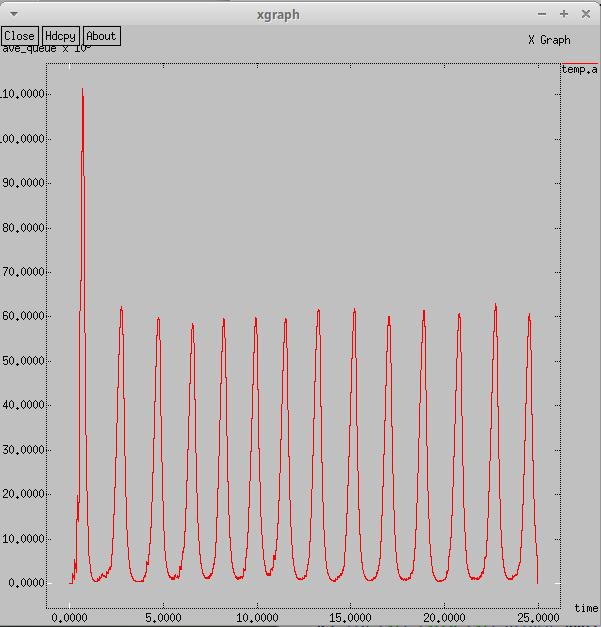 xgraph
Close Hdcpy About
X Graph
ave_queue x 10
temp.a
110.0000
100.0000
90.0000
80.0000
70.0000
60.0000
50.0000
40.0000
30.0000
20.0000
10.0000
0.0000
time
0.0000 5.0000 10.0000 15.0000 20.0000 25.0000